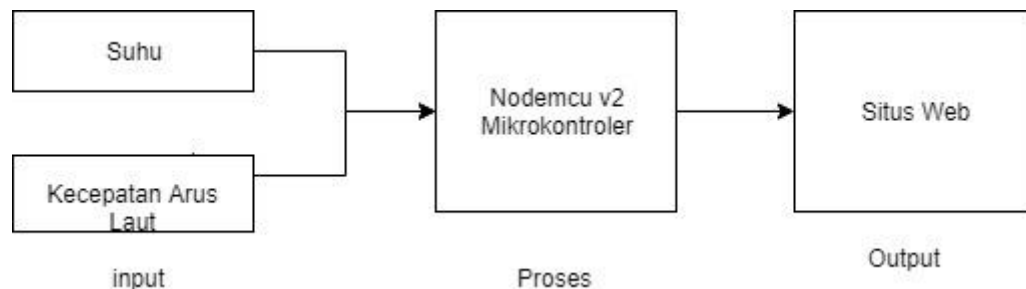 Suhu
Kecepatan Arus
Laut
input
Nodemcu v2
Mikrokontroler
Proses
Situs Web
Output